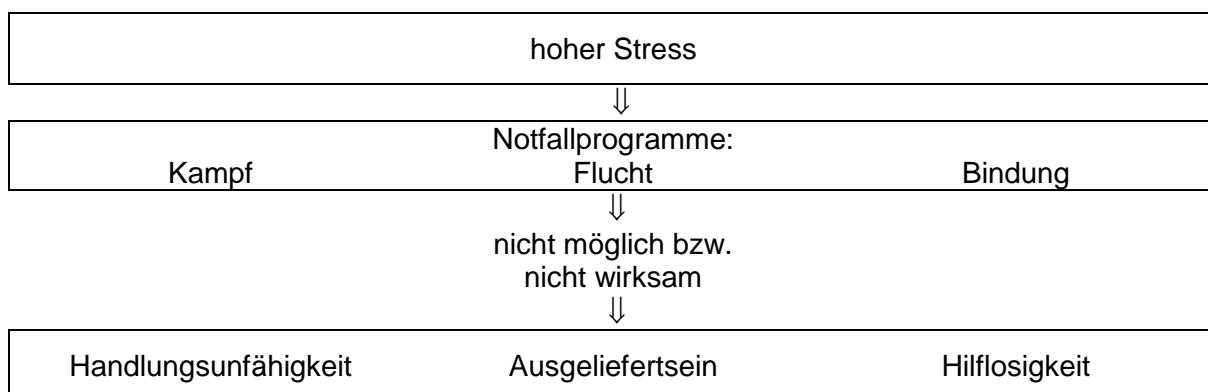 hoher Stress
⇓
Notfallprogramme:
Kampf Flucht Bindung
⇓
nicht möglich bzw.
nicht wirksam
⇓
Handlungsunfähigkeit Ausgeliefertsein Hilflosigkeit